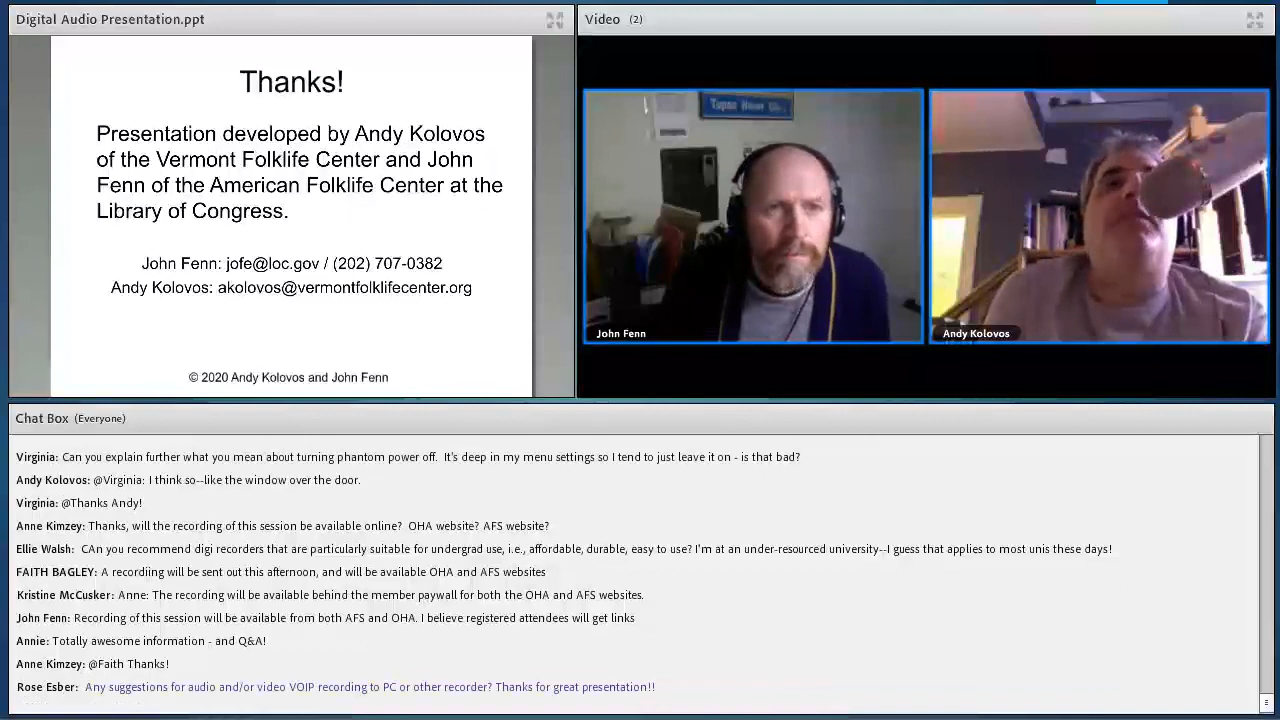 Digital Audio Presentation.ppt
Thanks!
Presentation developed by Andy Kolovos
of the Vermont Folklife Center and John
Fenn of the American Folklife Center at the
Library of Congress.
John Fenn: jofe@loc.gov / (202) 707-0382
Andy Kolovos: akolovos@vermontfolklifecenter.org
© 2020 Andy Kolovos and John Fenn
Video (2)
John Fenn
Andy Kolovos
Chat Box (Everyone)
Virginia: Can you explain further what you mean about turning phantom power off. It's deep in my menu settings so I tend to just leave it on - is that bad?
Andy Kolovos: @Virginia: I think so--like the window over the door.
Virginia: @Thanks Andy!
Anne Kimzey: Thanks, will the recording of this session be available online? OHA website? AFS website?
Ellie Walsh: CAn you recommend digi recorders that are particularly suitable for undergrad use, i.e., affordable, durable, easy to use? I'm at an under-resourced university--I guess that applies to most unis these days!
FAITH BAGLEY: A recordiing will be sent out this afternoon, and will be available OHA and AFS websites
Kristine McCusker: Anne: The recording will be available behind the member paywall for both the OHA and AFS websites.
John Fenn: Recording of this session will be available from both AFS and OHA. I believe registered attendees will get links
Annie: Totally awesome information - and Q&A!
Anne Kimzey: @Faith Thanks!
Rose Esber: Any suggestions for audio and/or video VOIP recording to PC or other recorder? Thanks for great presentation!!